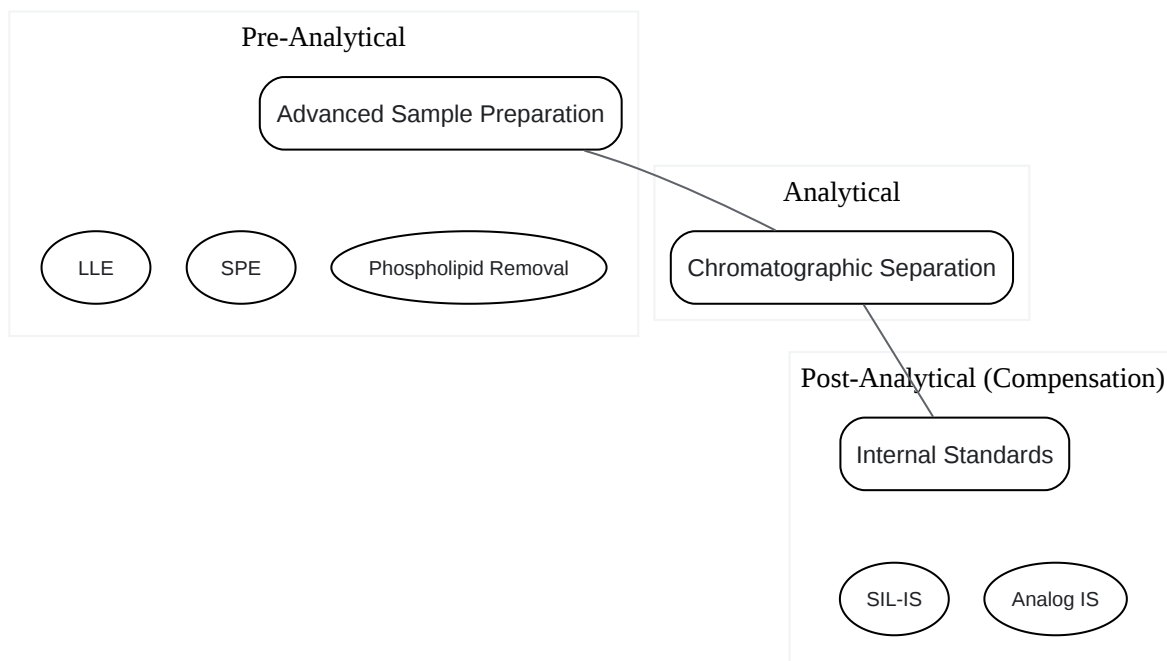 Pre-Analytical
Advanced Sample Preparation
LLE
SPE
Phospholipid Removal
Analytical
Chromatographic Separation
Post-Analytical (Compensation)
Internal Standards
SIL-IS
Analog IS